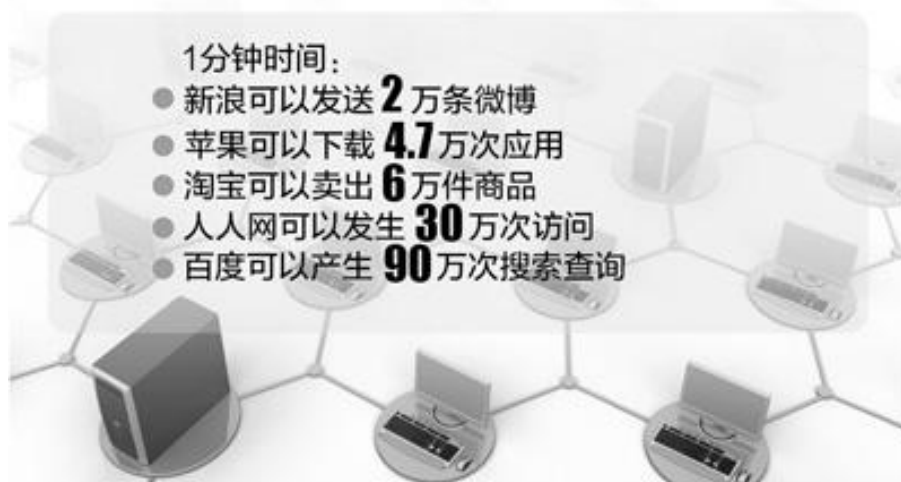 1分钟时间：
新浪可以发送2万条微博
苹果可以下载4.7万次应用
淘宝可以卖出6万件商品
人人网可以发生30万次访问
百度可以产生90万次搜索查询